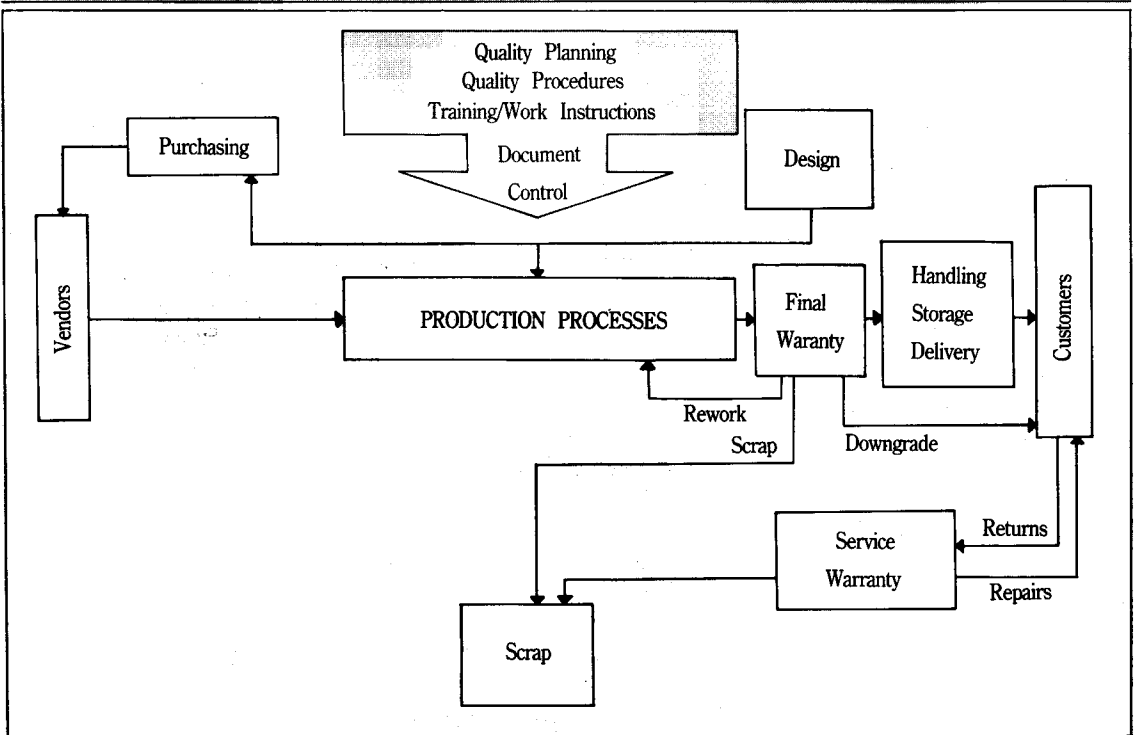 Quality Planning
Quality Procedures
Training/Work Instructions
Document
Control
Purchasing
Design
Vendors
PRODUCTION PROCESSES
Final
Waranty
Handling
Storage
Delivery
Customers
Rework
Scrap
Downgrade
Service
Warranty
Returns
Repairs
Scrap